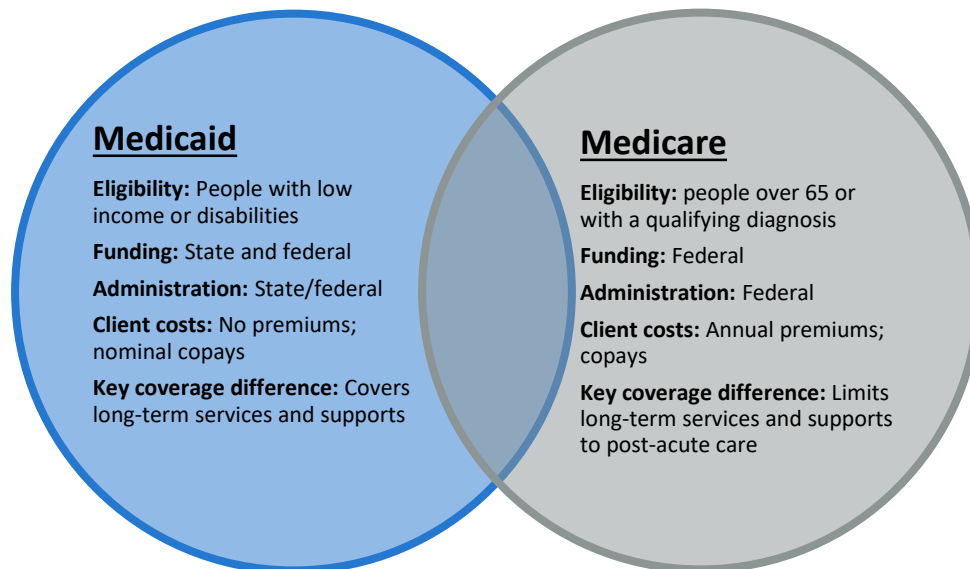 Medicaid
Eligibility: People with low
income or disabilities
Funding: State and federal
Administration: State/federal
Client costs: No premiums;
nominal copays
Key coverage difference: Covers
long-term services and supports
Medicare
Eligibility: people over 65 or
with a qualifying diagnosis
Funding: Federal
Administration: Federal
Client costs: Annual premiums;
copays
Key coverage difference: Limits
long-term services and supports
to post-acute care